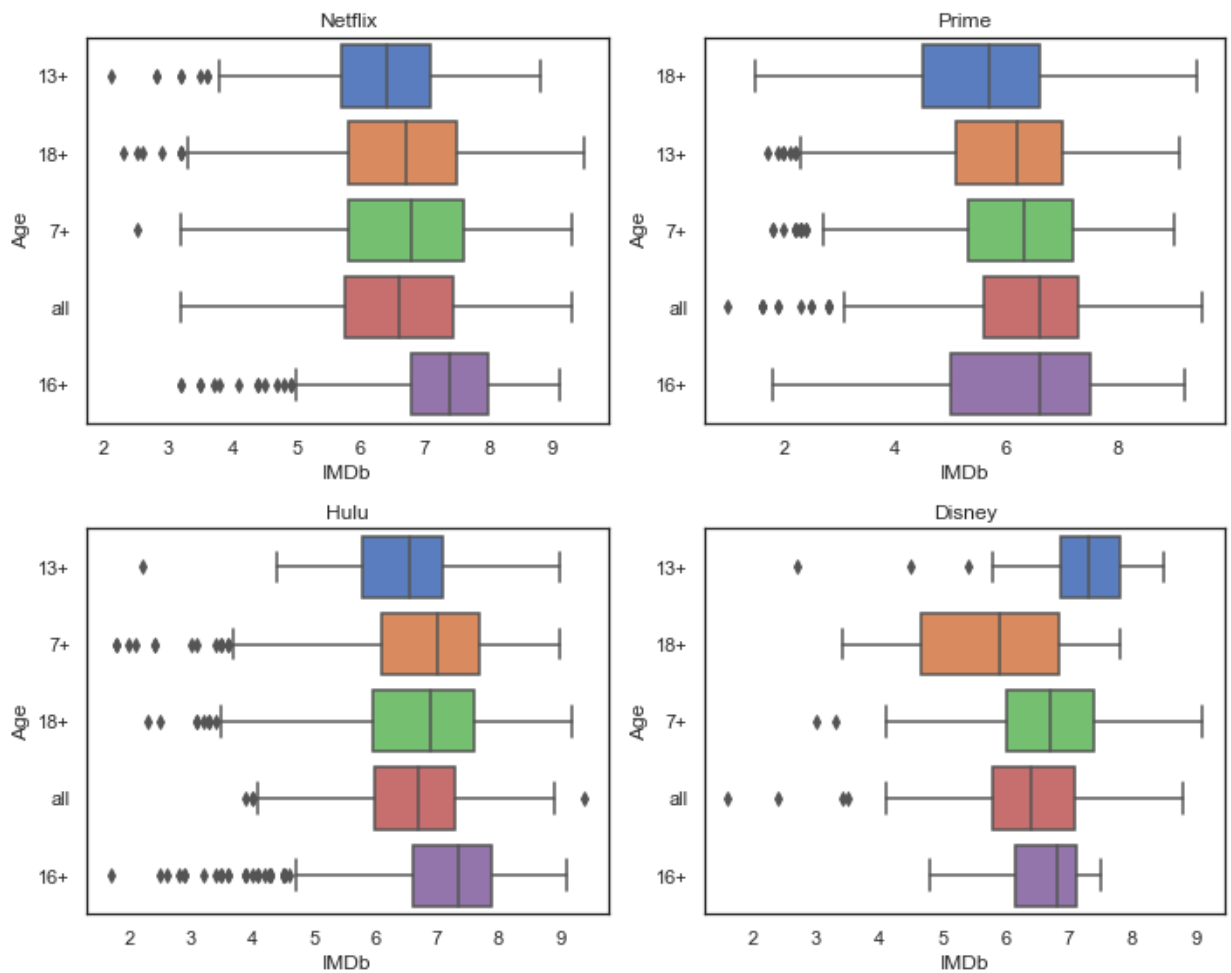 Netflix
13+
18+
7+
all
16+
Age
2 3 4 5 6 7 8 9
IMDb
Prime
18+
13+
7+
all
16+
Age
2 4 6 8
IMDb
Hulu
13+
7+
18+
all
16+
Age
2 3 4 5 6 7 8 9
IMDb
Disney
13+
18+
7+
all
16+
Age
2 3 4 5 6 7 8 9
IMDb